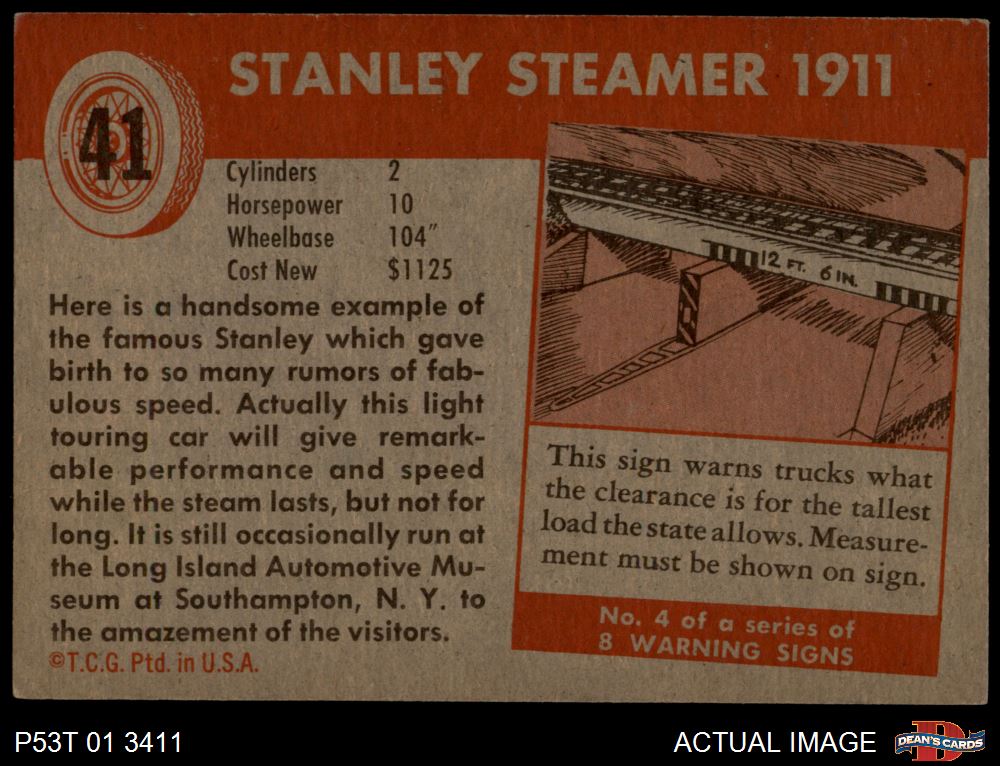 STANLEY STEAMER 1911
41
Cylinders 2
Horsepower 10
Wheelbase 104"
Cost New $1125
Here is a handsome example of
the famous Stanley which gave
birth to so many rumors of fab-
ulous speed. Actually this light
touring car will give remark-
able performance and speed
while the steam lasts, but not for
long. It is still occasionally run at
the Long Island Automotive Mu-
seum at Southampton, N. Y. to
the amazement of the visitors.
©T.C.G. Ptd. in U.S.A.
12 FT. 6 IN.
This sign warns trucks what
the clearance is for the tallest
load the state allows. Measure-
ment must be shown on sign.
No. 4 of a series of
8 WARNING SIGNS
P53T 01 3411
ACTUAL IMAGE
D
DEAN'S CARDS